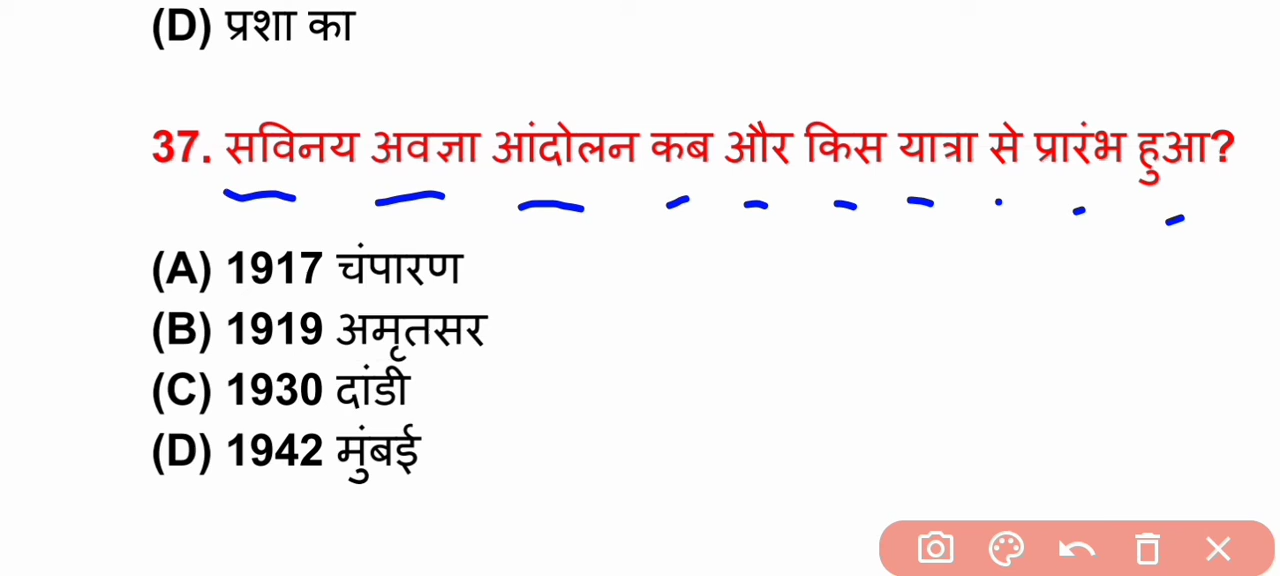 (D) प्रशा का
37. सविनय अवज्ञा आंदोलन कब और किस यात्रा से प्रारंभ हुआ?
(A) 1917 चंपारण
(B) 1919 अमृतसर
(C) 1930 दांडी
(D) 1942 मुंबई